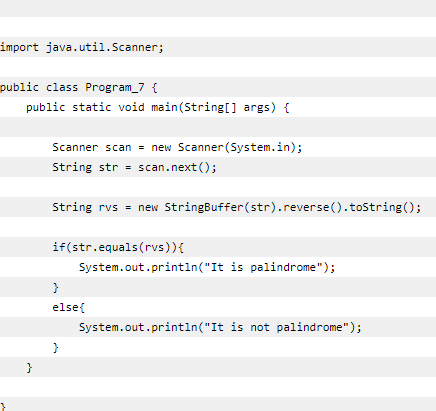 import java.util.Scanner;
public class Program_7 {
public static void main(String[] args) {
Scanner scan = new Scanner(System.in);
String str = scan.next();
String rvs = new StringBuffer(str).reverse().toString();
if(str.equals(rvs)){
System.out.println("It is palindrome");
}
else{
System.out.println("It is not palindrome");
}
}
}